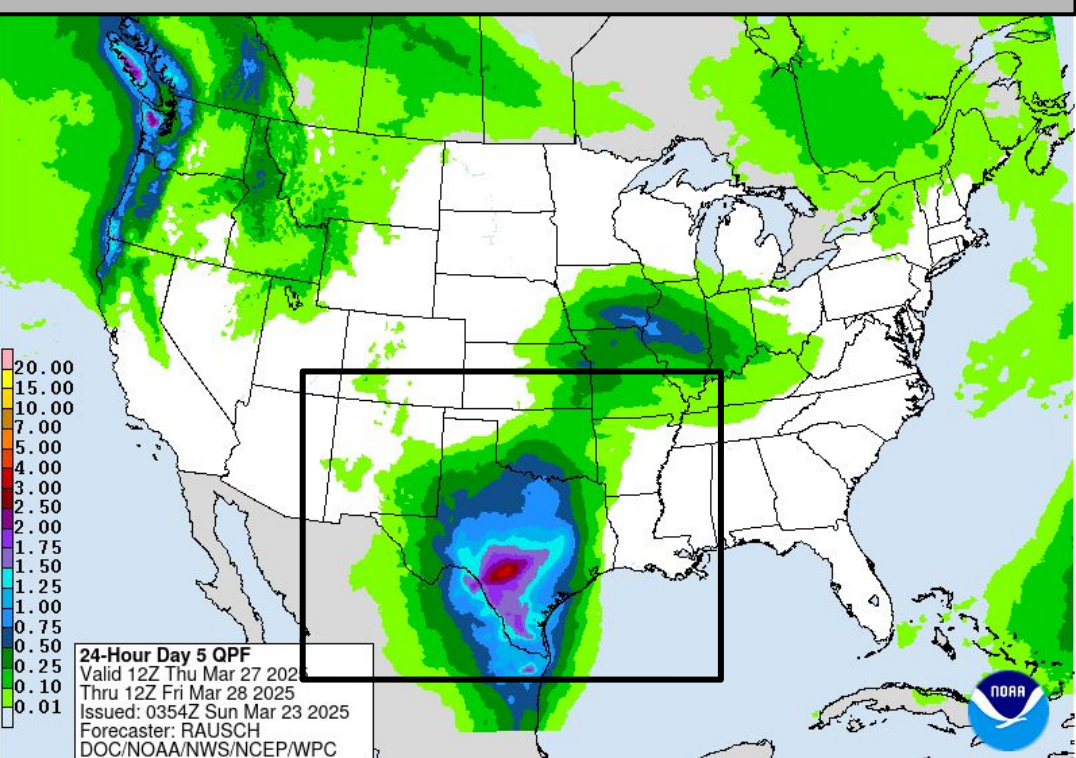 20.00
15.00
10.00
7.00
5.00
4.00
3.00
2.50
2.00
1.75
1.50
1.25
1.00
0.75
0.50
0.25
0.10
0.01
24-Hour Day 5 QPF
Valid 12Z Thu Mar 27 2025
Thru 12Z Fri Mar 28 2025
Issued: 0354Z Sun Mar 23 2025
Forecaster: RAUSCH
DOC/NOAA/NWS/NCEP/WPC
NOAA